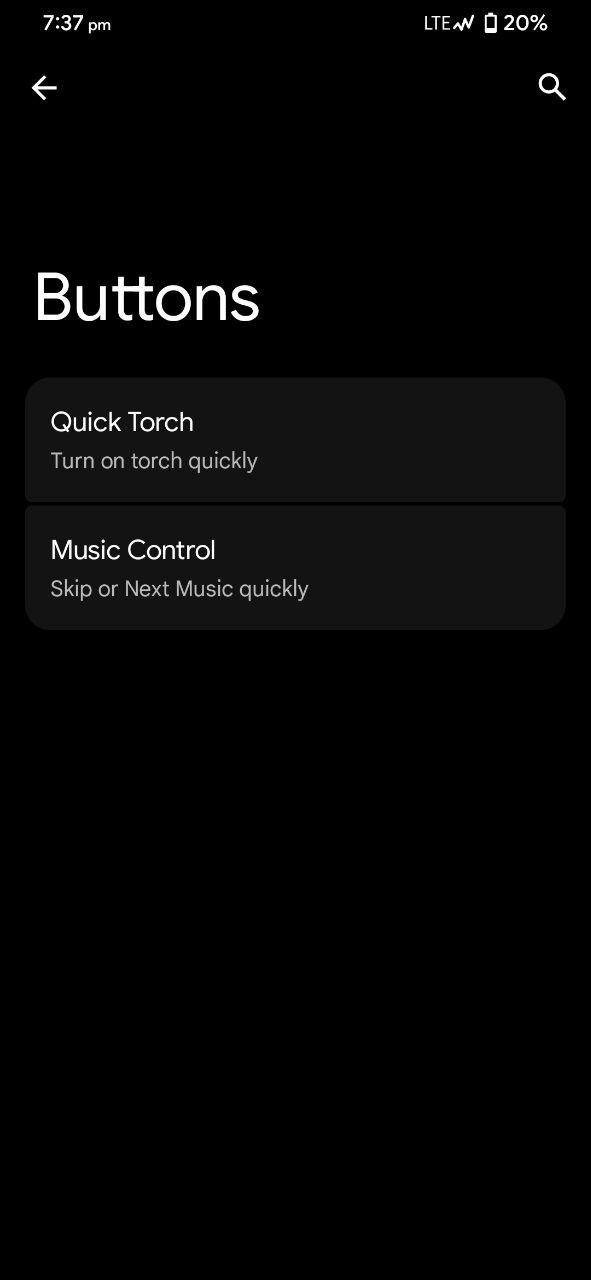 7:37 pm LTE 20%
Buttons
Quick Torch
Turn on torch quickly
Music Control
Skip or Next Music quickly